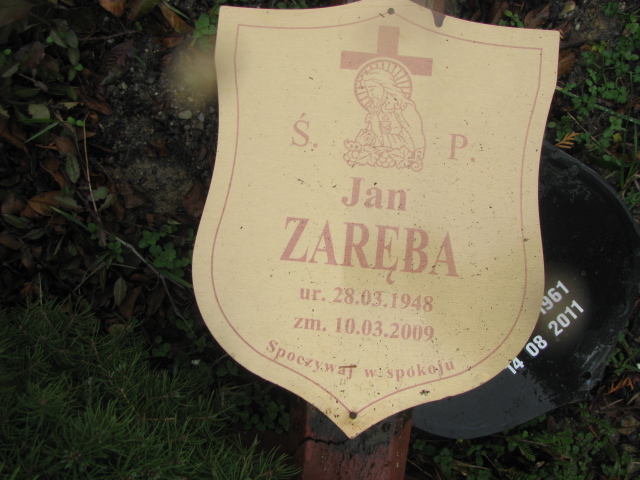 Ś. P.
Jan
ZARĘBA
ur. 28.03.1948
zm. 10.03.2009
Spoczywaj w spokoju
1961
14 08 2011